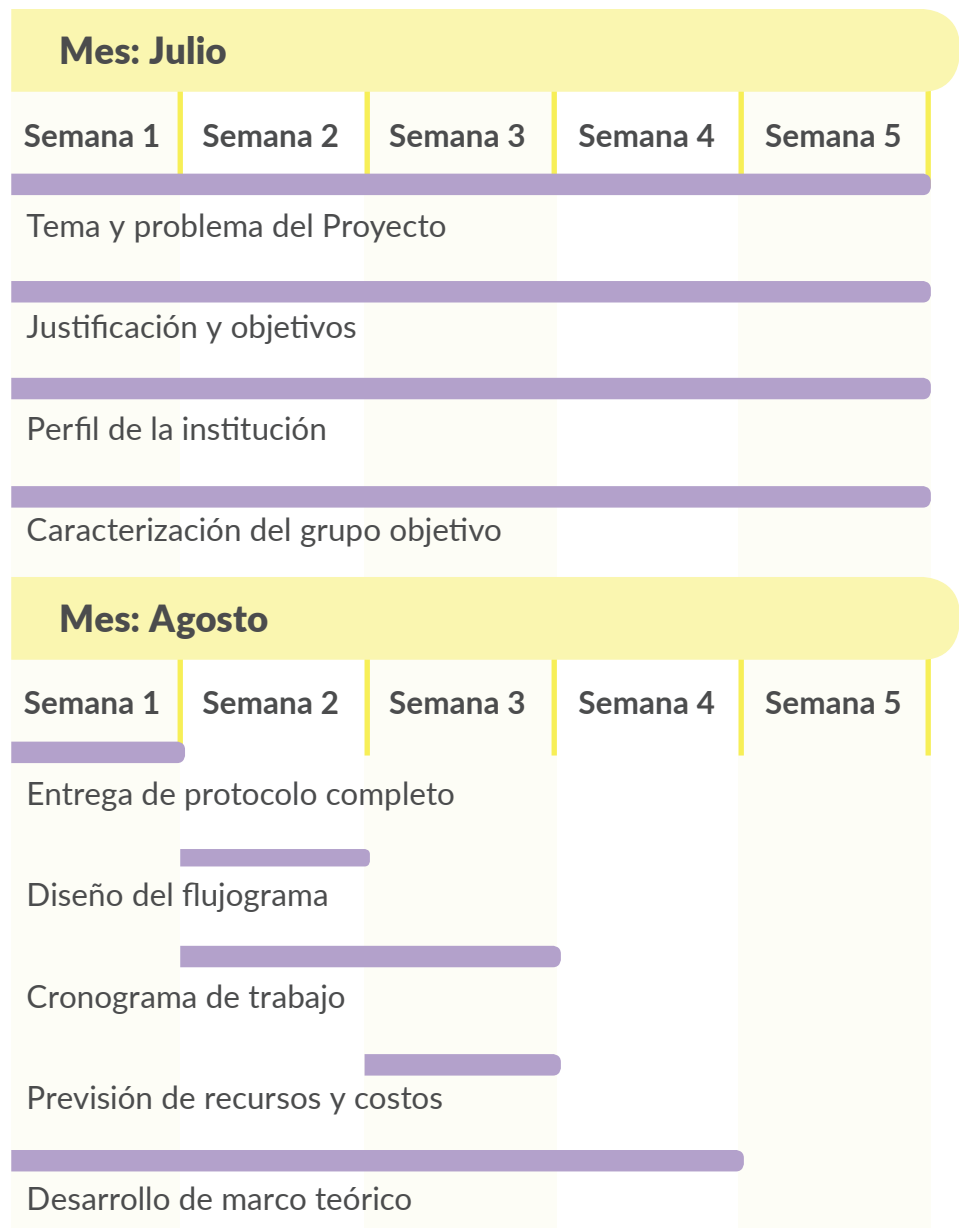 Mes: Julio
Semana 1 Semana 2 Semana 3 Semana 4 Semana 5
Tema y problema del Proyecto
Justificación y objetivos
Perfil de la institución
Caracterización del grupo objetivo
Mes: Agosto
Semana 1 Semana 2 Semana 3 Semana 4 Semana 5
Entrega de protocolo completo
Diseño del flujograma
Cronograma de trabajo
Previsión de recursos y costos
Desarrollo de marco teórico